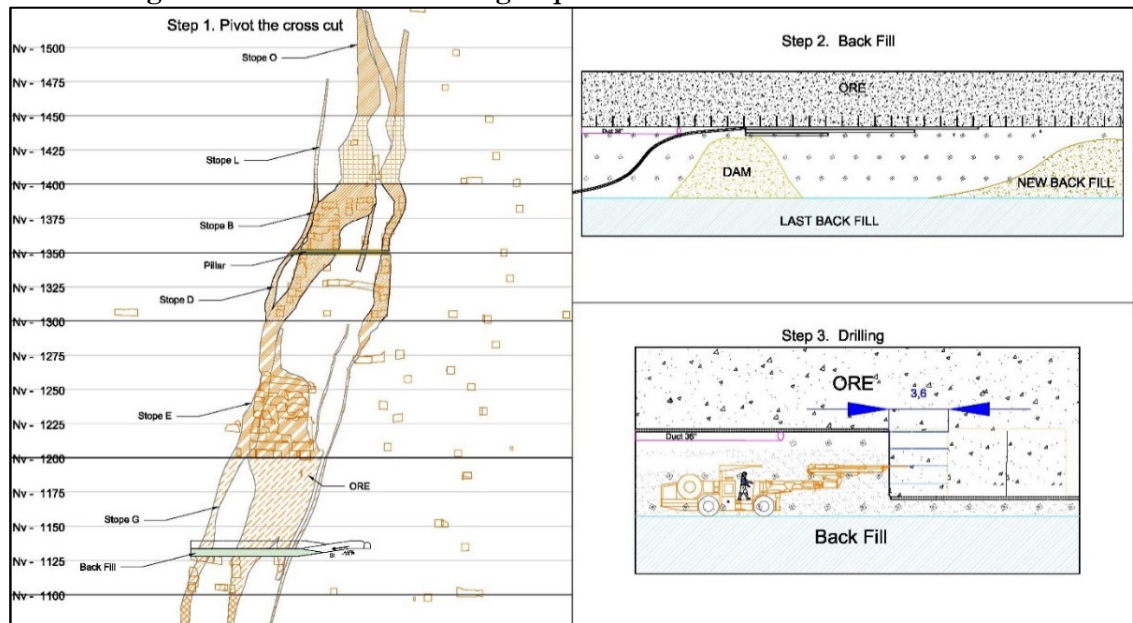 Step 1. Pivot the cross cut
Stope O
Nv - 1500
Nv - 1475
Nv - 1450
Stope L
Nv - 1425
Nv - 1400
Nv - 1375
Stope B
Nv - 1350
Pillar
Nv - 1325
Stope D
Nv - 1300
Nv - 1275
Nv - 1250
Stope E
Nv - 1225
Nv - 1200
ORE
Nv - 1175
Stope G
Nv - 1150
Nv - 1125
Back Fill
Nv - 1100
Step 2. Back Fill
ORE
Duct 36"
DAM
NEW BACK FILL
LAST BACK FILL
Step 3. Drilling
ORE
3,6
Duct 36"
Back Fill